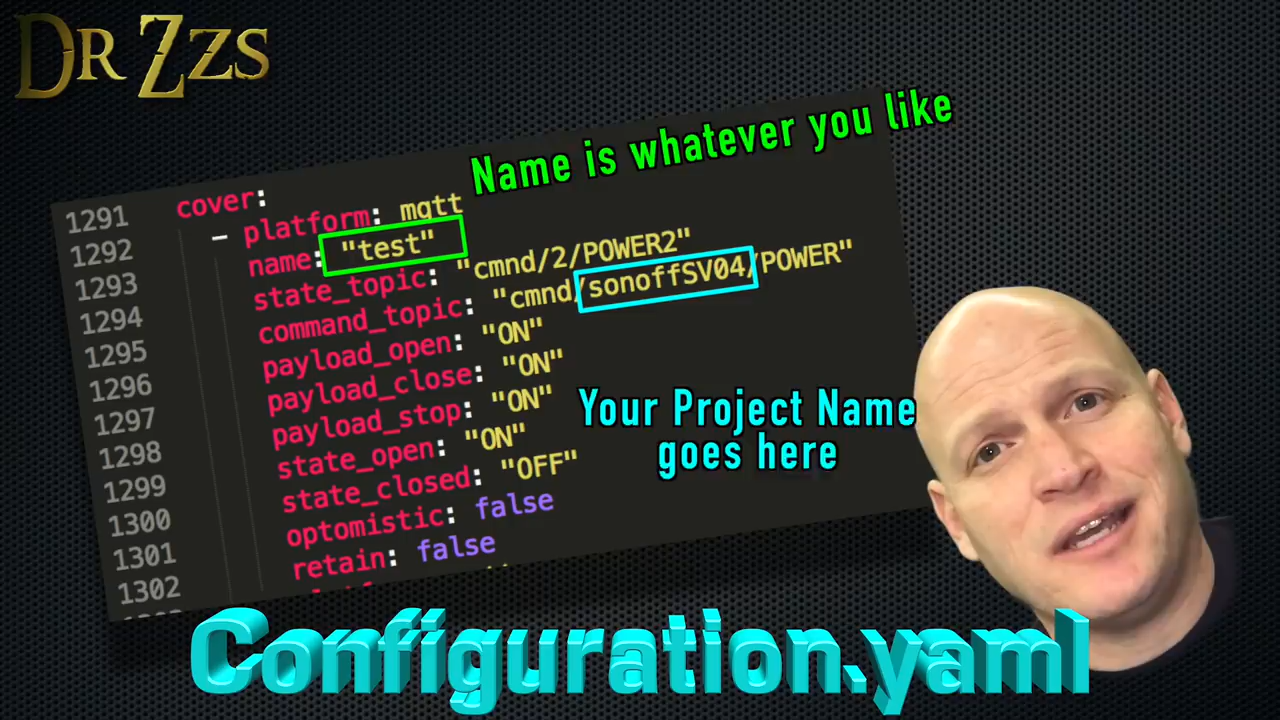 DR ZZS
Name is whatever you like
1291 cover:
1292 - platform: mqtt
1293 name: "test"
1294 state_topic: "cmnd/2/POWER2"
1295 command_topic: "cmnd/sonoffSV04/POWER"
1296 payload_open: "ON"
1297 payload_close: "ON"
1298 payload_stop: "ON"
1299 state_open: "ON"
1300 state_closed: "OFF"
1301 optomistic: false
1302 retain: false
Your Project Name
goes here
Configuration.yaml